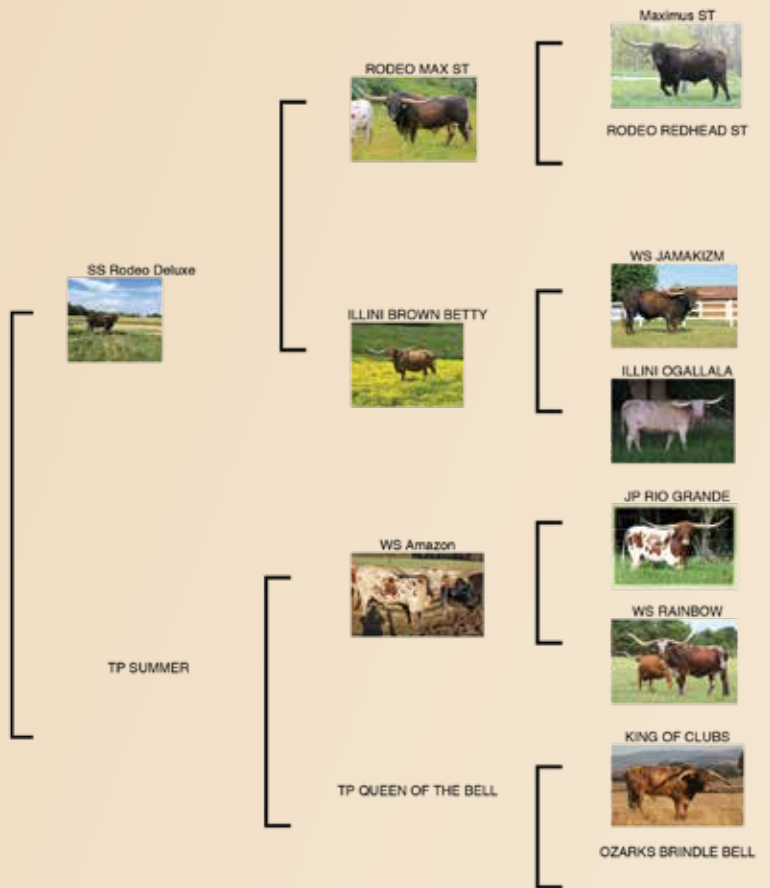 Maximus ST
RODEO MAX ST
RODEO REDHEAD ST
WS JAMAKIZM
SS Rodeo Deluxe
ILLINI BROWN BETTY
ILLINI OGALLALA
JP RIO GRANDE
WS Amazon
WS RAINBOW
TP SUMMER
KING OF CLUBS
TP QUEEN OF THE BELL
OZARKS BRINDLE BELL